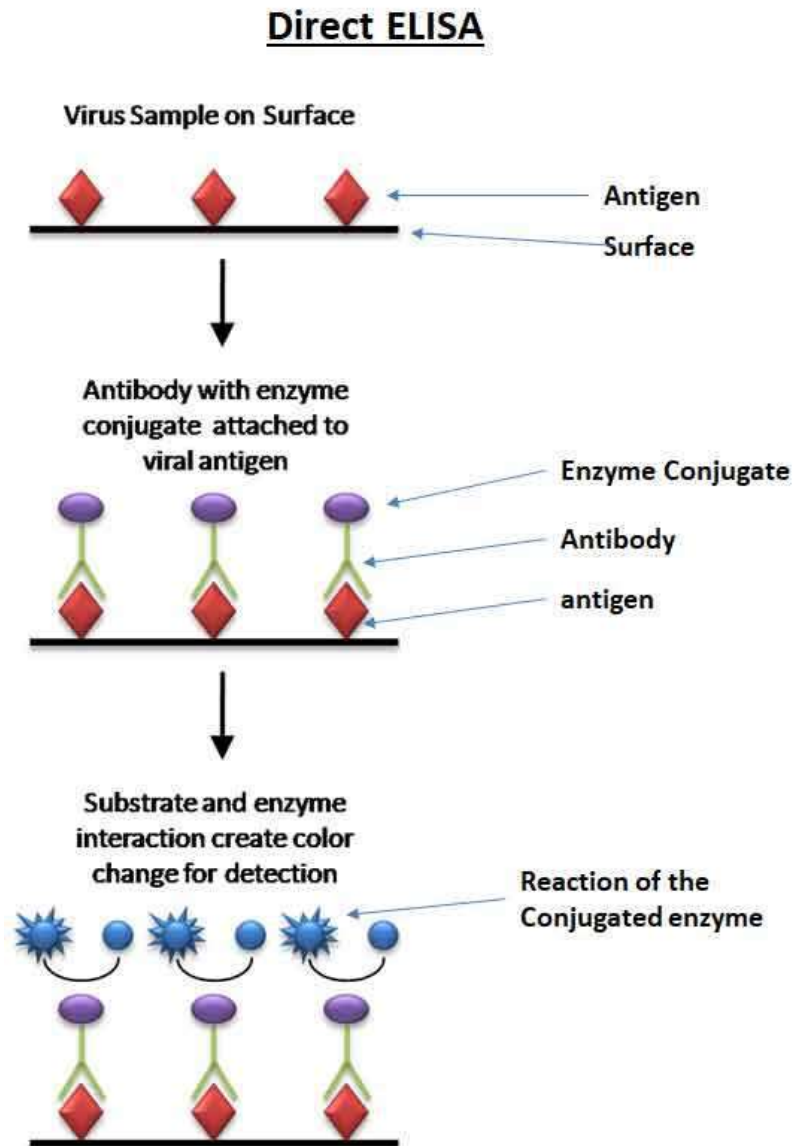 Direct ELISA
Virus Sample on Surface
Antigen
Surface
Antibody with enzyme
conjugate attached to
viral antigen
Enzyme Conjugate
Antibody
antigen
Substrate and enzyme
interaction create color
change for detection
Reaction of the
Conjugated enzyme